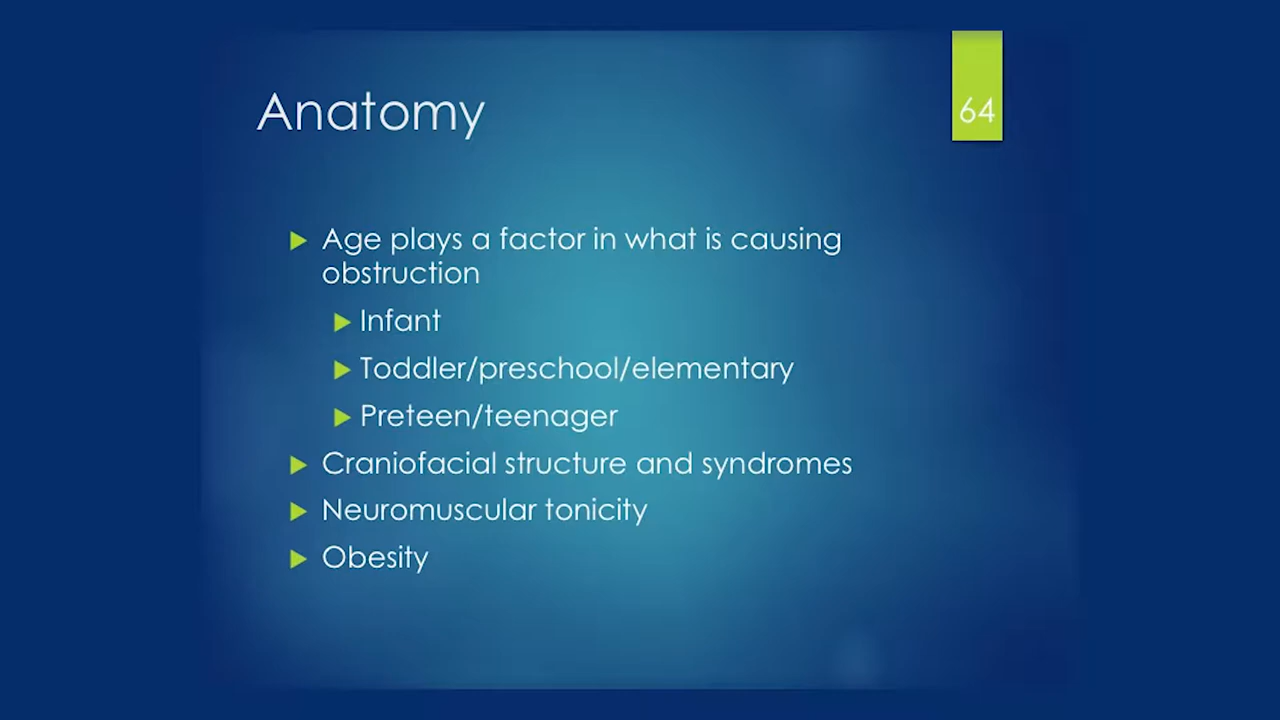 Anatomy
64
Age plays a factor in what is causing
obstruction
Infant
Toddler/preschool/elementary
Preteen/teenager
Craniofacial structure and syndromes
Neuromuscular tonicity
Obesity